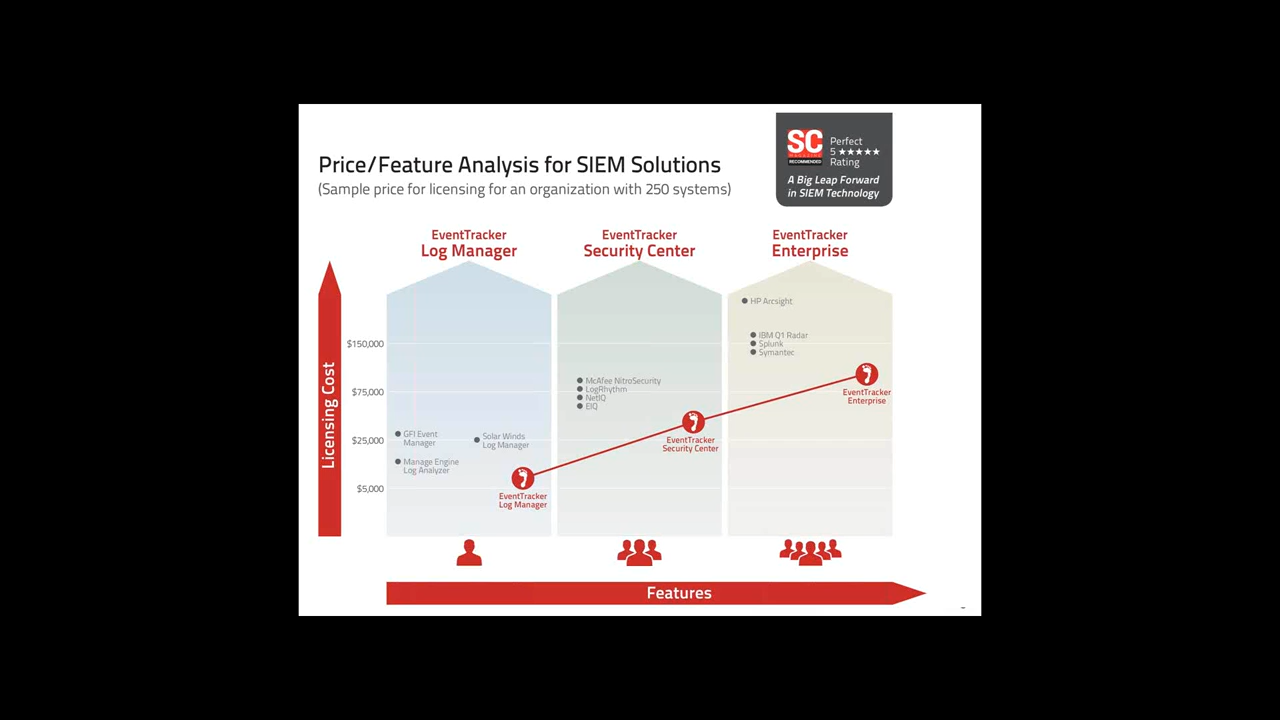 SC
MAGAZINE
RECOMMENDED
Perfect
5 ★★★★★
Rating
A Big Leap Forward
in SIEM Technology
Price/Feature Analysis for SIEM Solutions
(Sample price for licensing for an organization with 250 systems)
EventTracker
Log Manager
EventTracker
Security Center
EventTracker
Enterprise
Licensing Cost
$150,000
$75,000
$25,000
$5,000
GFI Event
Manager
Solar Winds
Log Manager
Manage Engine
Log Analyzer
EventTracker
Log Manager
McAfee NitroSecurity
LogRhythm
NetIQ
EIQ
EventTracker
Security Center
HP Arcsight
IBM Q1 Radar
Splunk
Symantec
EventTracker
Enterprise
Features